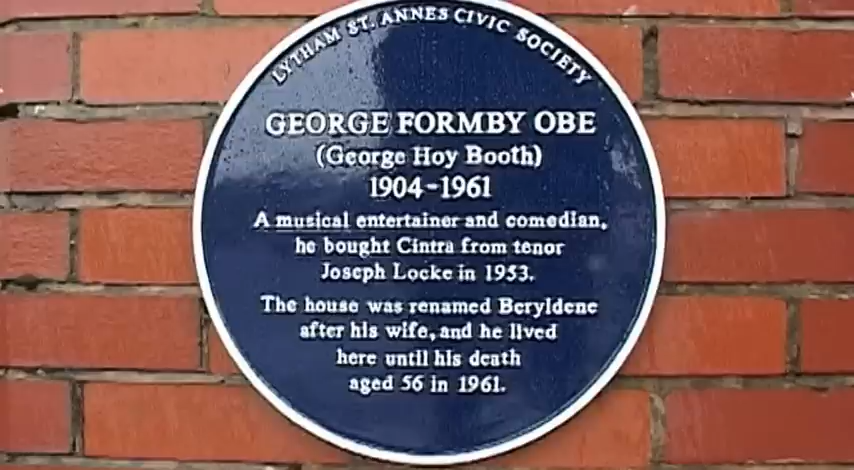 LYTHAM ST. ANNES CIVIC SOCIETY
GEORGE FORMBY OBE
(George Hoy Booth)
1904-1961
A musical entertainer and comedian,
he bought Cintra from tenor
Joseph Locke in 1953.
The house was renamed Beryldene
after his wife, and he lived
here until his death
aged 56 in 1961.